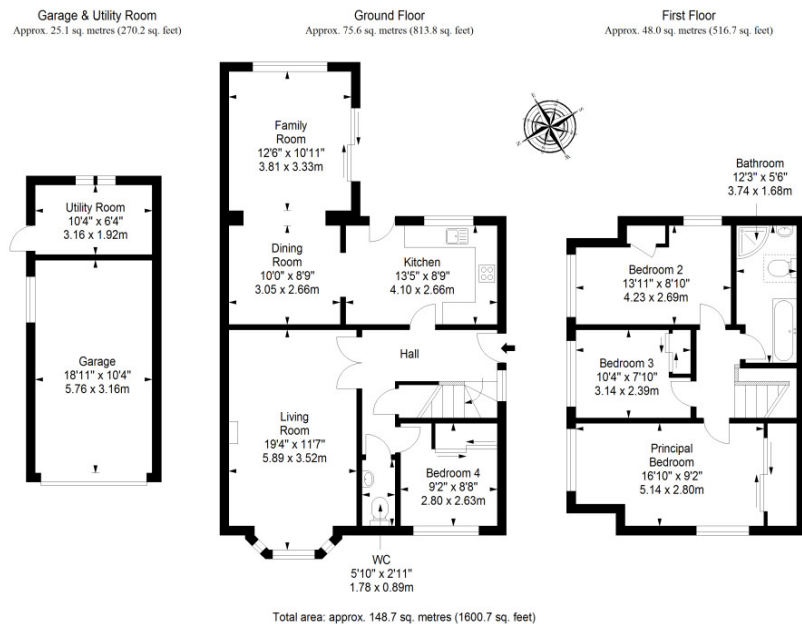 Garage & Utility Room
Approx. 25.1 sq. metres (270.2 sq. feet)
Ground Floor
Approx. 75.6 sq. metres (813.8 sq. feet)
First Floor
Approx. 48.0 sq. metres (516.7 sq. feet)
Family
Room
12'6" x 10'11"
3.81 x 3.33m
Bathroom
12'3" x 5'6"
3.74 x 1.68m
Utility Room
10'4" x 6'4"
3.16 x 1.92m
Dining
Room
10'0" x 8'9"
3.05 x 2.66m
Kitchen
13'5" x 8'9"
4.10 x 2.66m
Bedroom 2
13'11" x 8'10"
4.23 x 2.69m
Garage
18'11" x 10'4"
5.76 x 3.16m
Hall
Bedroom 3
10'4" x 7'10"
3.14 x 2.39m
Living
Room
19'4" x 11'7"
5.89 x 3.52m
Bedroom 4
9'2" x 8'8"
2.80 x 2.63m
Principal
Bedroom
16'10" x 9'2"
5.14 x 2.80m
WC
5'10" x 2'11"
1.78 x 0.89m
Total area: approx. 148.7 sq. metres (1600.7 sq. feet)